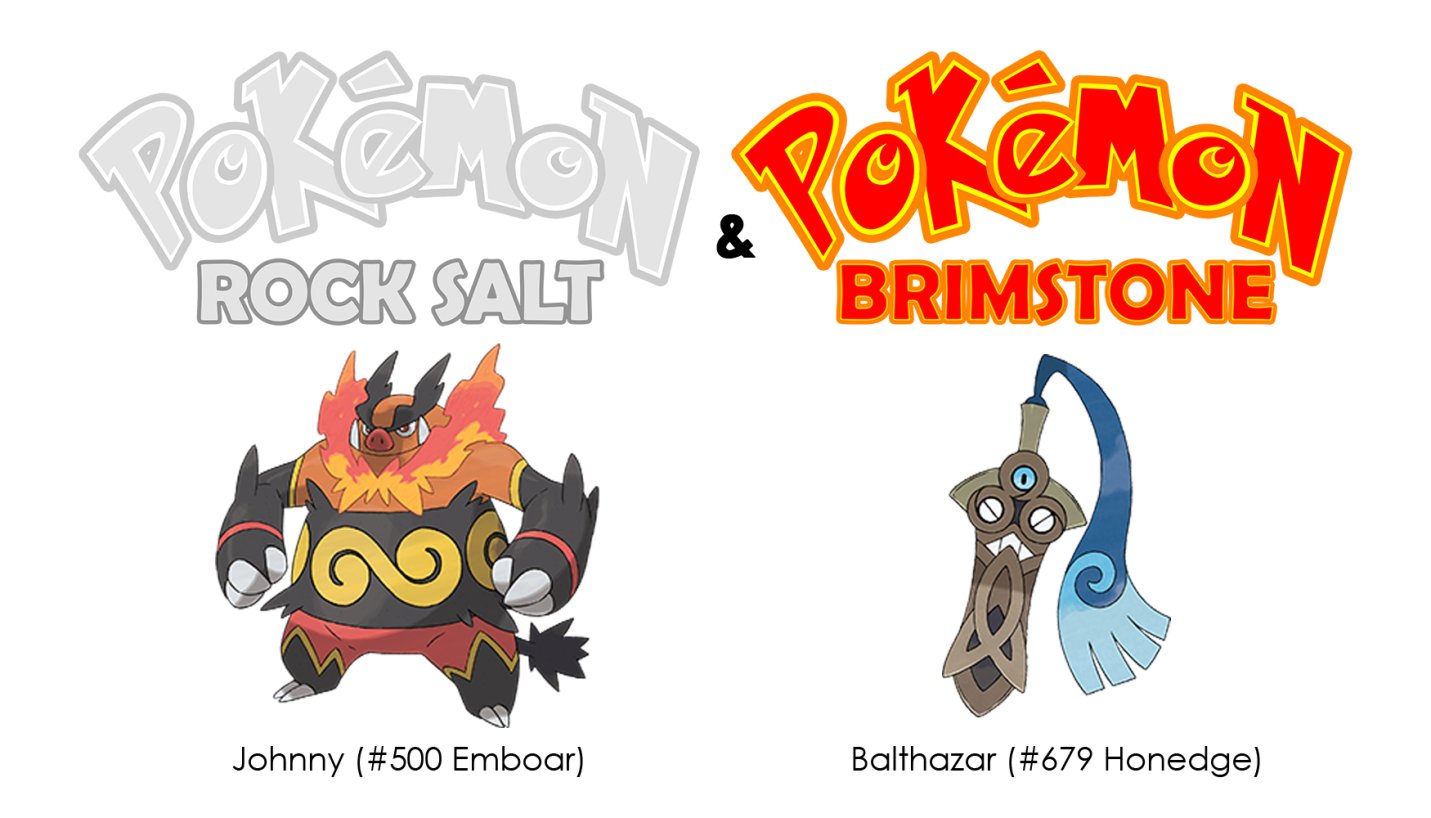 POKéMON
ROCK SALT
&
POKéMON
BRIMSTONE
Johnny (#500 Emboar)
Balthazar (#679 Honedge)